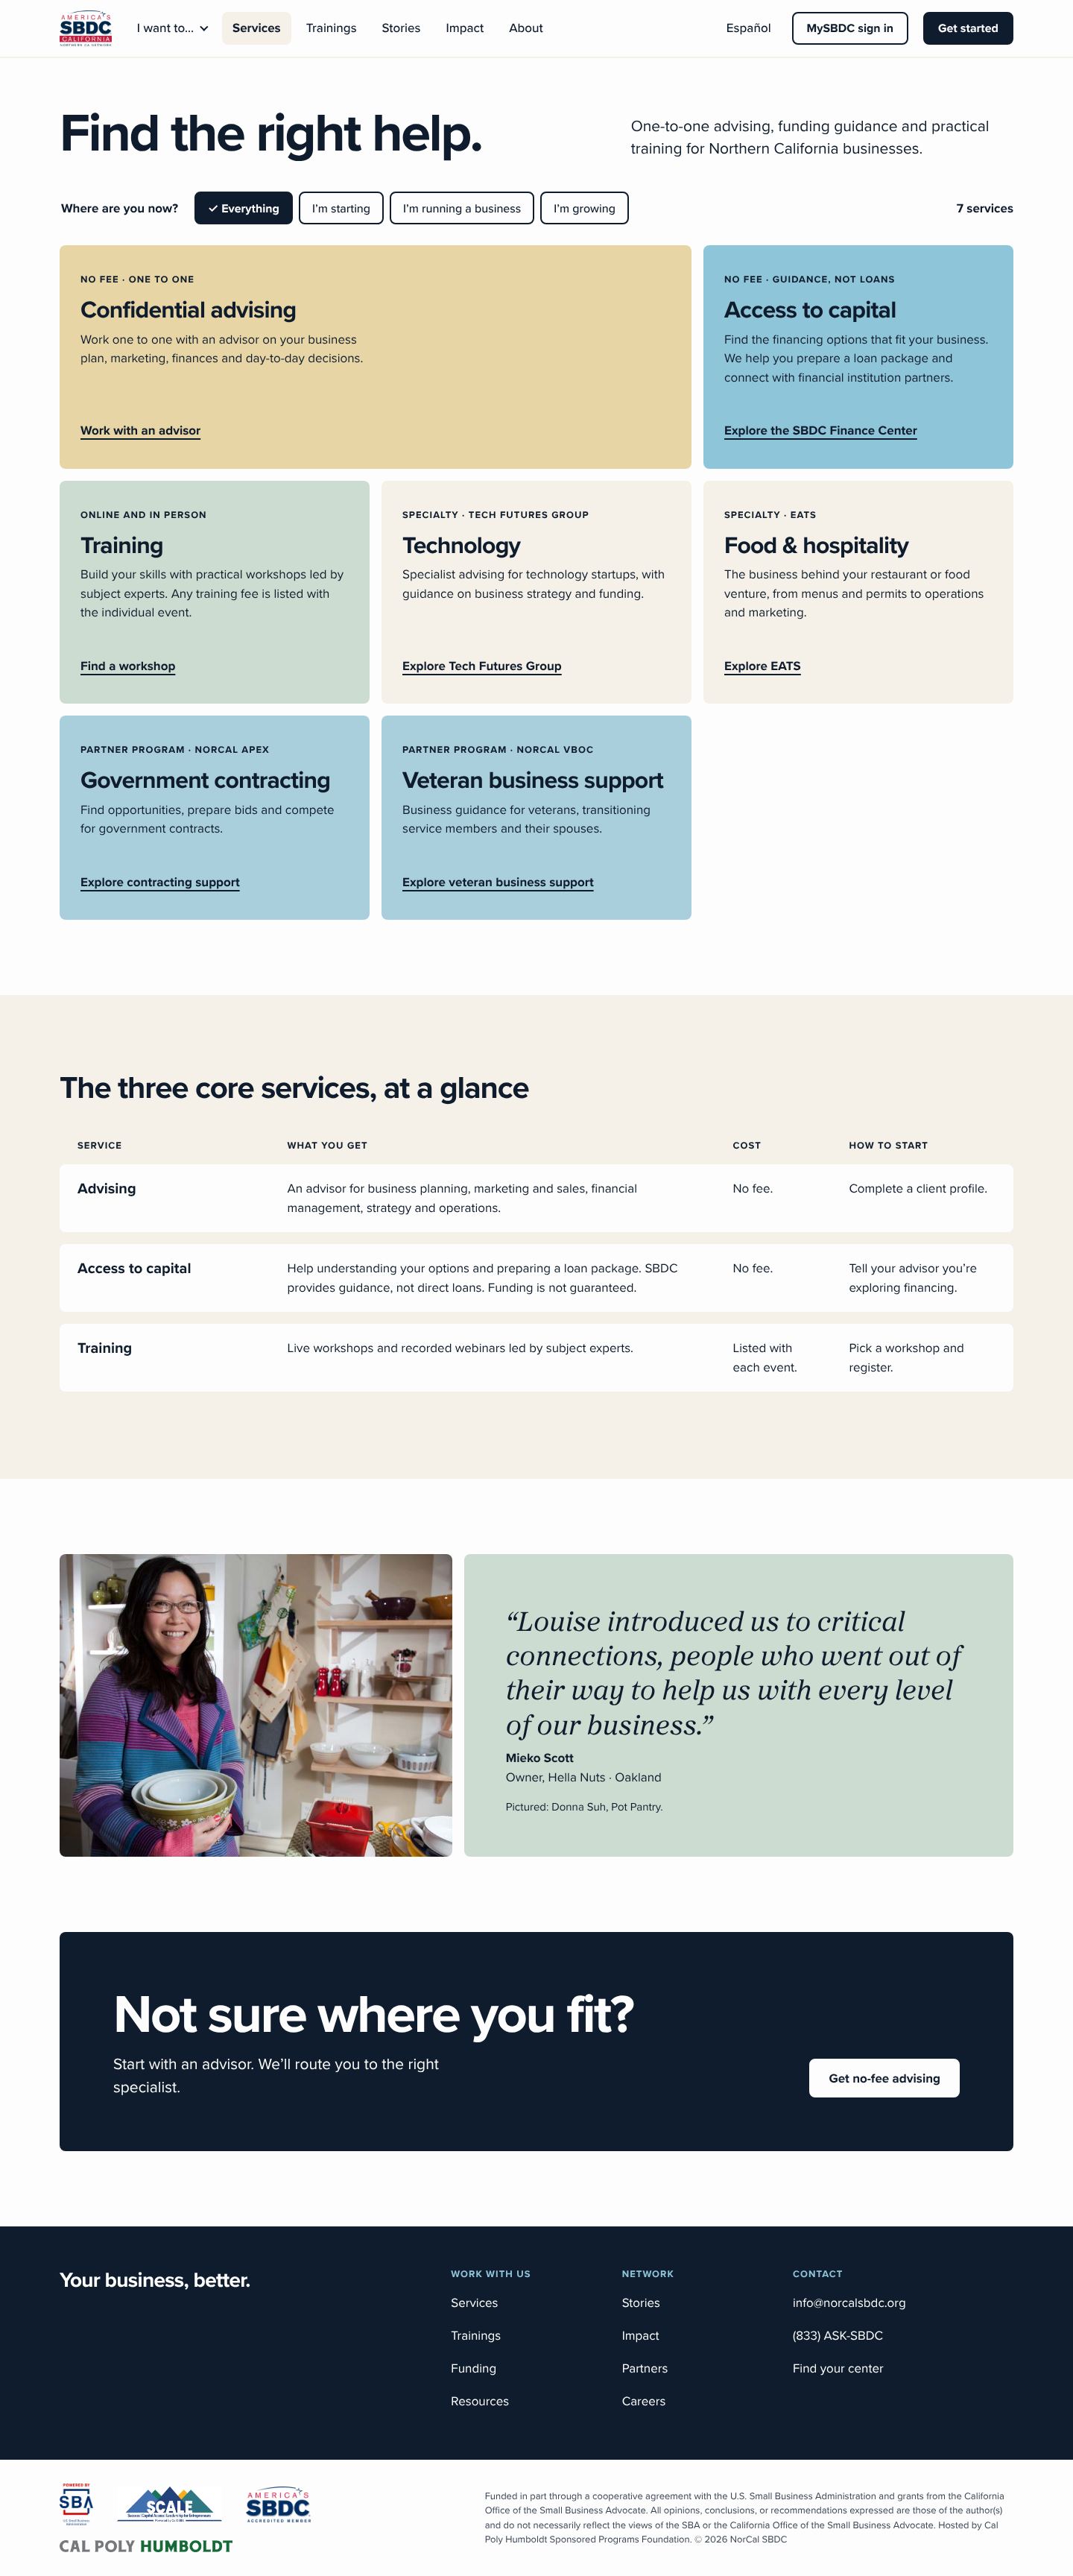 AMERICA'S
SBDC
CALIFORNIA
NORTHERN CA NETWORK
I want to...
Services
Trainings
Stories
Impact
About
Español
MySBDC sign in
Get started
Find the right help.
One-to-one advising, funding guidance and practical
training for Northern California businesses.
Where are you now?
✓ Everything
I'm starting
I'm running a business
I'm growing
7 services
NO FEE · ONE TO ONE
Confidential advising
Work one to one with an advisor on your business
plan, marketing, finances and day-to-day decisions.
Work with an advisor
NO FEE · GUIDANCE, NOT LOANS
Access to capital
Find the financing options that fit your business.
We help you prepare a loan package and
connect with financial institution partners.
Explore the SBDC Finance Center
ONLINE AND IN PERSON
Training
Build your skills with practical workshops led by
subject experts. Any training fee is listed with
the individual event.
Find a workshop
SPECIALTY · TECH FUTURES GROUP
Technology
Specialist advising for technology startups, with
guidance on business strategy and funding.
Explore Tech Futures Group
SPECIALTY · EATS
Food & hospitality
The business behind your restaurant or food
venture, from menus and permits to operations
and marketing.
Explore EATS
PARTNER PROGRAM · NORCAL APEX
Government contracting
Find opportunities, prepare bids and compete
for government contracts.
Explore contracting support
PARTNER PROGRAM · NORCAL VBOC
Veteran business support
Business guidance for veterans, transitioning
service members and their spouses.
Explore veteran business support
The three core services, at a glance
SERVICE
WHAT YOU GET
COST
HOW TO START
Advising
An advisor for business planning, marketing and sales, financial
management, strategy and operations.
No fee.
Complete a client profile.
Access to capital
Help understanding your options and preparing a loan package. SBDC
provides guidance, not direct loans. Funding is not guaranteed.
No fee.
Tell your advisor you're
exploring financing.
Training
Live workshops and recorded webinars led by subject experts.
Listed with
each event.
Pick a workshop and
register.
“Louise introduced us to critical
connections, people who went out of
their way to help us with every level
of our business.”
Mieko Scott
Owner, Hella Nuts · Oakland
Pictured: Donna Suh, Pot Pantry.
Not sure where you fit?
Start with an advisor. We'll route you to the right
specialist.
Get no-fee advising
Your business, better.
WORK WITH US
Services
Trainings
Funding
Resources
NETWORK
Stories
Impact
Partners
Careers
CONTACT
info@norcalsbdc.org
(833) ASK-SBDC
Find your center
POWERED BY
SBA
SCALE
AMERICA'S
SBDC
ACCREDITED MEMBER
CAL POLY HUMBOLDT
Funded in part through a cooperative agreement with the U.S. Small Business Administration and grants from the California
Office of the Small Business Advocate. All opinions, conclusions, or recommendations expressed are those of the author(s)
and do not necessarily reflect the views of the SBA or the California Office of the Small Business Advocate. Hosted by Cal
Poly Humboldt Sponsored Programs Foundation. © 2026 NorCal SBDC